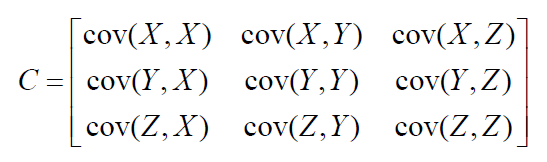 cov(X, X) cov(X, Y) cov(X, Z)
C = cov(Y, X) cov(Y, Y) cov(Y, Z)
cov(Z, X) cov(Z, Y) cov(Z, Z)